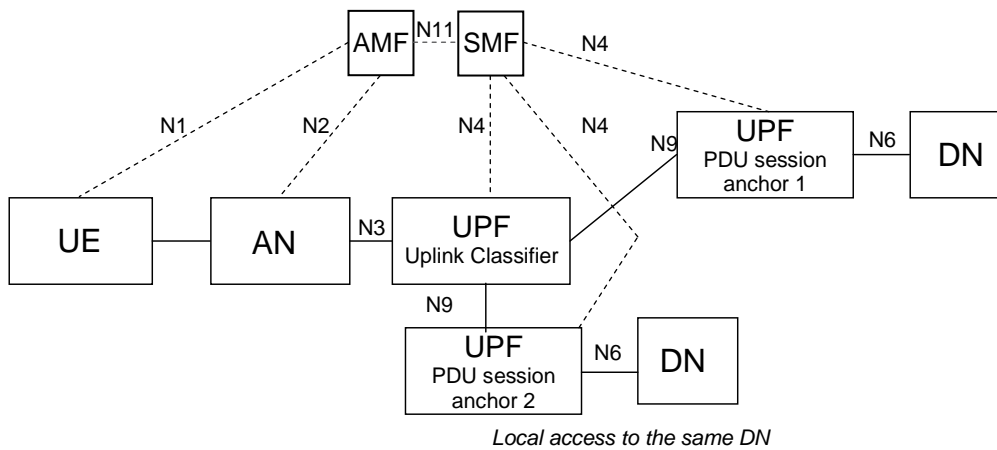 N11
AMF
SMF
N4
N1
N2
N4
N4
UPF
PDU session
anchor 1
N9
N6
DN
UE
AN
N3
UPF
Uplink Classifier
N9
UPF
PDU session
anchor 2
N6
DN
Local access to the same DN